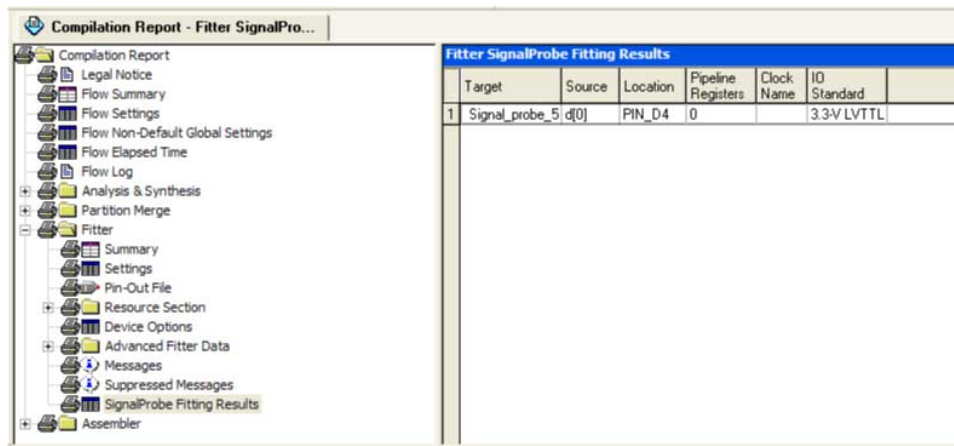 Compilation Report - Fitter SignalPro...
Compilation Report
Legal Notice
Flow Summary
Flow Settings
Flow Non-Default Global Settings
Flow Elapsed Time
Flow Log
Analysis & Synthesis
Partition Merge
Fitter
Summary
Settings
Pin-Out File
Resource Section
Device Options
Advanced Fitter Data
Messages
Suppressed Messages
SignalProbe Fitting Results
Assembler
Fitter SignalProbe Fitting Results
Target Source Location Pipeline Registers Clock Name IO Standard
1 Signal_probe_5 d[0] PIN_D4 0 3.3-V LVTTL